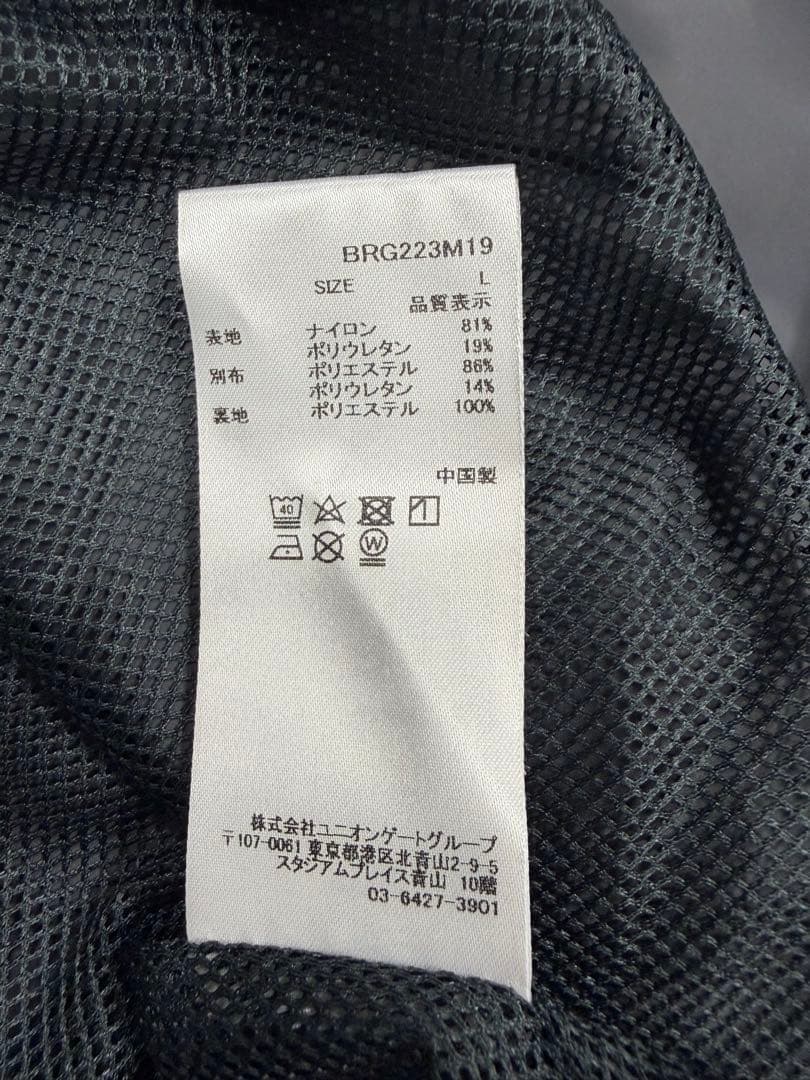 BRG223M19
SIZE L
品質表示
表地 ナイロン 81%
ポリウレタン 19%
別布 ポリエステル 86%
ポリウレタン 14%
裏地 ポリエステル 100%
中国製
40
W
株式会社ユニオンゲートグループ
〒107-0061 東京都港区北青山2-9-5
スタジアムプレイス青山 10階
03-6427-3901